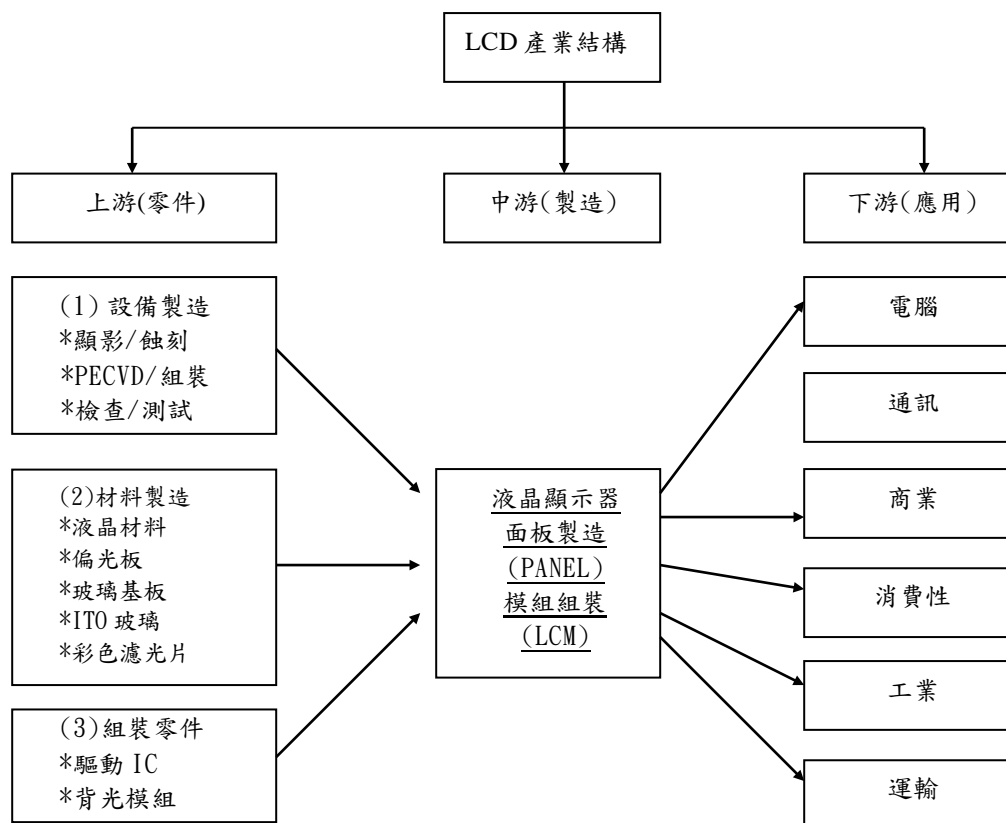 LCD 產業結構
上游(零件)
中游(製造)
下游(應用)
(1) 設備製造
*顯影/蝕刻
*PECVD/組裝
*檢查/測試
(2)材料製造
*液晶材料
*偏光板
*玻璃基板
*ITO 玻璃
*彩色濾光片
(3)組裝零件
*驅動 IC
*背光模組
液晶顯示器
面板製造
(PANEL)
模組組裝
(LCM)
電腦
通訊
商業
消費性
工業
運輸